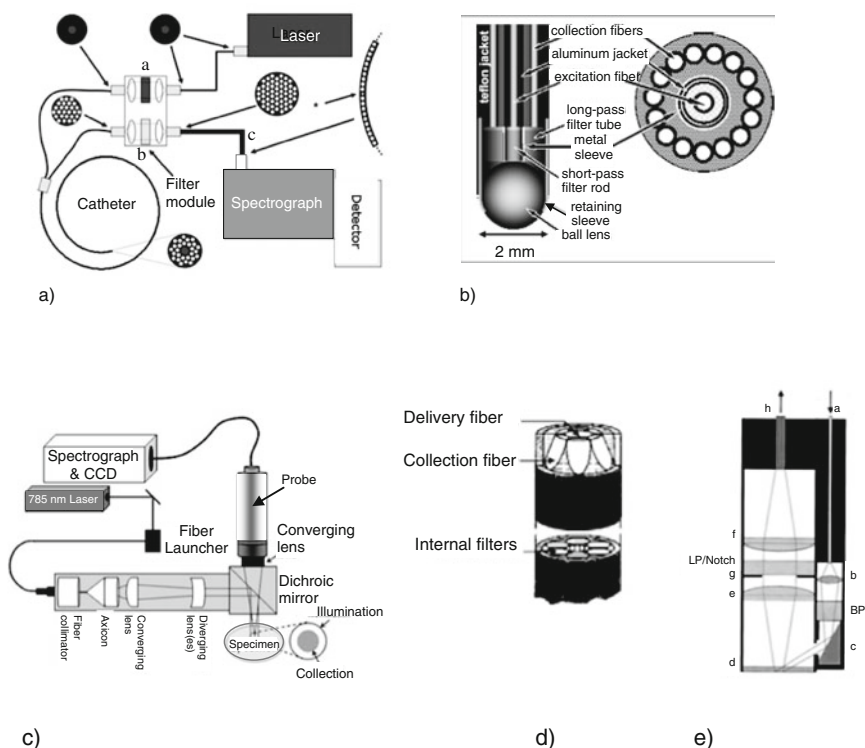 a
Laser
b
c
*
Catheter
Filter
module
Spectrograph
Detector
a)
teflon jacket
collection fibers
aluminum jacket
excitation fiber
long-pass
filter tube
metal
sleeve
short-pass
filter rod
retaining
sleeve
ball lens
2 mm
b)
Spectrograph
& CCD
785 nm Laser
Fiber
Launcher
Probe
Converging
lens
Dichroic
mirror
Illumination
Specimen
Collection
Fiber
collimator
Axicon
Converging
lens
Diverging
lens(es)
c)
Delivery fiber
Collection fiber
Internal filters
d)
h
a
f
LP/Notch
g
e
b
BP
c
d
e)